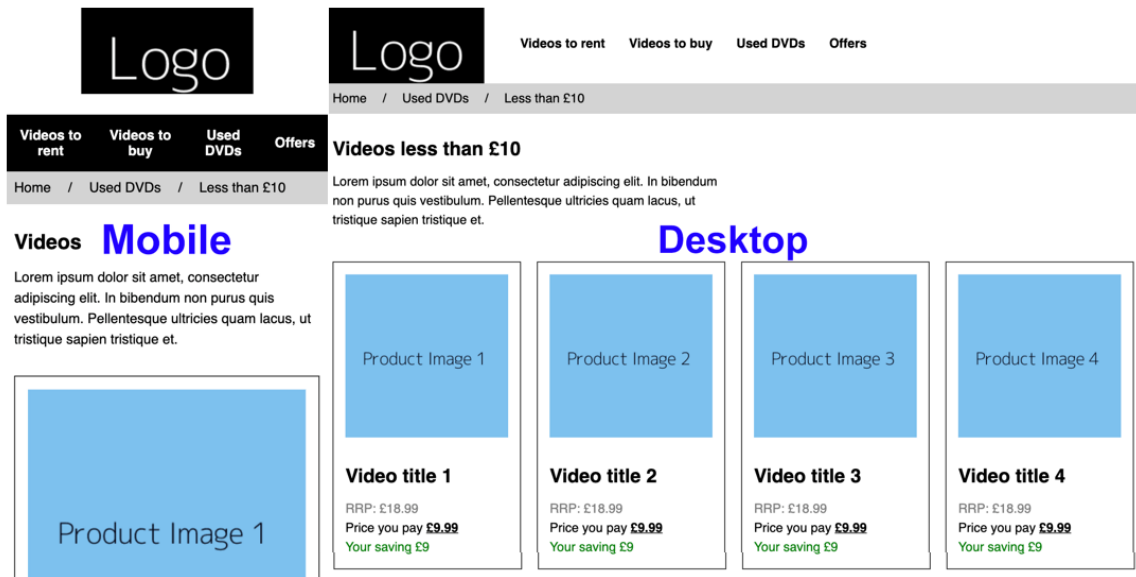 Logo
Videos to rent
Videos to buy
Used DVDs
Offers
Home / Used DVDs / Less than £10
Videos
Mobile
Lorem ipsum dolor sit amet, consectetur
adipiscing elit. In bibendum non purus quis
vestibulum. Pellentesque ultricies quam lacus, ut
tristique sapien tristique et.
Product Image 1
Logo
Videos to rent Videos to buy Used DVDs Offers
Home / Used DVDs / Less than £10
Videos less than £10
Lorem ipsum dolor sit amet, consectetur adipiscing elit. In bibendum
non purus quis vestibulum. Pellentesque ultricies quam lacus, ut
tristique sapien tristique et.
Desktop
Product Image 1
Video title 1
RRP: £18.99
Price you pay £9.99
Your saving £9
Product Image 2
Video title 2
RRP: £18.99
Price you pay £9.99
Your saving £9
Product Image 3
Video title 3
RRP: £18.99
Price you pay £9.99
Your saving £9
Product Image 4
Video title 4
RRP: £18.99
Price you pay £9.99
Your saving £9